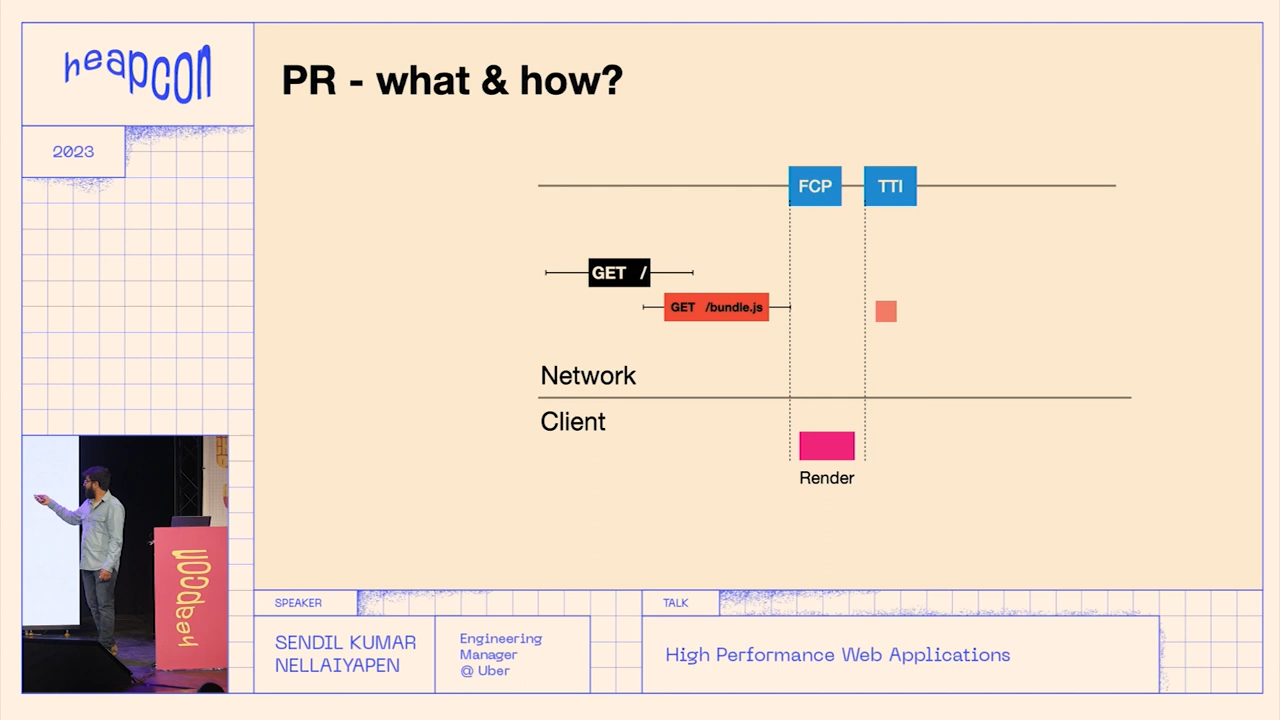 heapcon
2023
PR - what & how?
FCP
TTI
GET /
GET /bundle.js
Network
Client
Render
heapcon
SPEAKER
SENDIL KUMAR
NELLAIYAPEN
Engineering
Manager
@ Uber
TALK
High Performance Web Applications